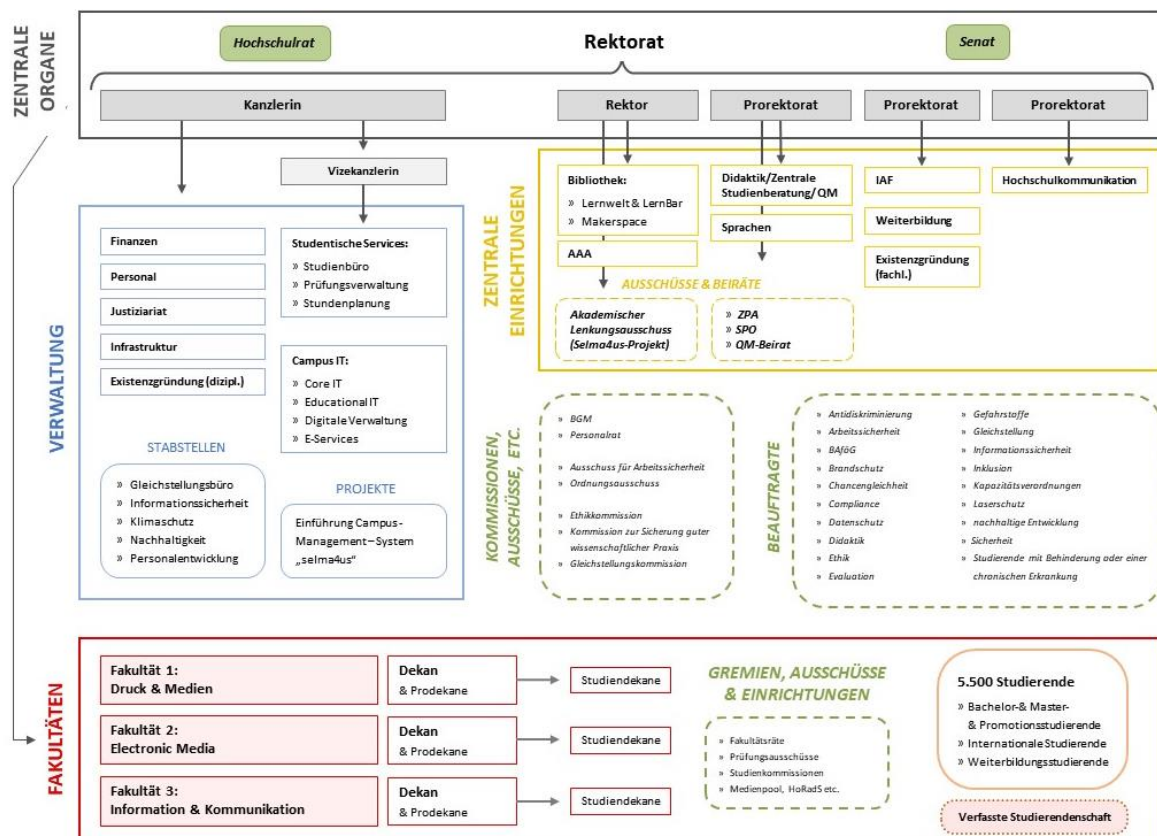 ZENTRALE
ORGANE
Hochschulrat
Rektorat
Senat
Kanzlerin
Rektor
Prorektorat
Prorektorat
Prorektorat
Vizekanzlerin
VERWALTUNG
Finanzen
Personal
Justiziariat
Infrastruktur
Existenzgründung (dizipl.)
Studentische Services:
» Studienbüro
» Prüfungsverwaltung
» Stundenplanung
Campus IT:
» Core IT
» Educational IT
» Digitale Verwaltung
» E-Services
STABSTELLEN
» Gleichstellungsbüro
» Informationssicherheit
» Klimaschutz
» Nachhaltigkeit
» Personalentwicklung
PROJEKTE
Einführung Campus-
Management–System
„selma4us“
ZENTRALE
EINRICHTUNGEN
Bibliothek:
» Lernwelt & LernBar
» Makerspace
AAA
Didaktik/Zentrale
Studienberatung/QM
Sprachen
IAF
Weiterbildung
Existenzgründung
(fachl.)
Hochschulkommunikation
AUSSCHÜSSE & BEIRÄTE
Akademischer
Lenkungsausschuss
(Selma4us-Projekt)
» ZPA
» SPO
» QM-Beirat
KOMMISSIONEN,
AUSSCHÜSSE, ETC.
» BGM
» Personalrat
» Ausschuss für Arbeitssicherheit
» Ordnungsausschuss
» Ethikkommission
» Kommission zur Sicherung guter
wissenschaftlicher Praxis
» Gleichstellungskommission
BEAUFTRAGTE
» Antidiskriminierung
» Arbeitssicherheit
» BAföG
» Brandschutz
» Chancengleichheit
» Compliance
» Datenschutz
» Didaktik
» Ethik
» Evaluation
» Gefahrstoffe
» Gleichstellung
» Informationssicherheit
» Inklusion
» Kapazitätsverordnungen
» Laserschutz
» nachhaltige Entwicklung
» Sicherheit
» Studierende mit Behinderung oder einer
chronischen Erkrankung
FAKULTÄTEN
Fakultät 1:
Druck & Medien
Dekan
& Prodekane
Studiendekane
Fakultät 2:
Electronic Media
Dekan
& Prodekane
Studiendekane
Fakultät 3:
Information & Kommunikation
Dekan
& Prodekane
Studiendekane
GREMIEN, AUSSCHÜSSE
& EINRICHTUNGEN
» Fakultätsräte
» Prüfungsausschüsse
» Studienkommissionen
» Medienpool, HoRadS etc.
5.500 Studierende
» Bachelor-& Master-
& Promotionsstudierende
» Internationale Studierende
» Weiterbildungsstudierende
Verfasste Studierendenschaft